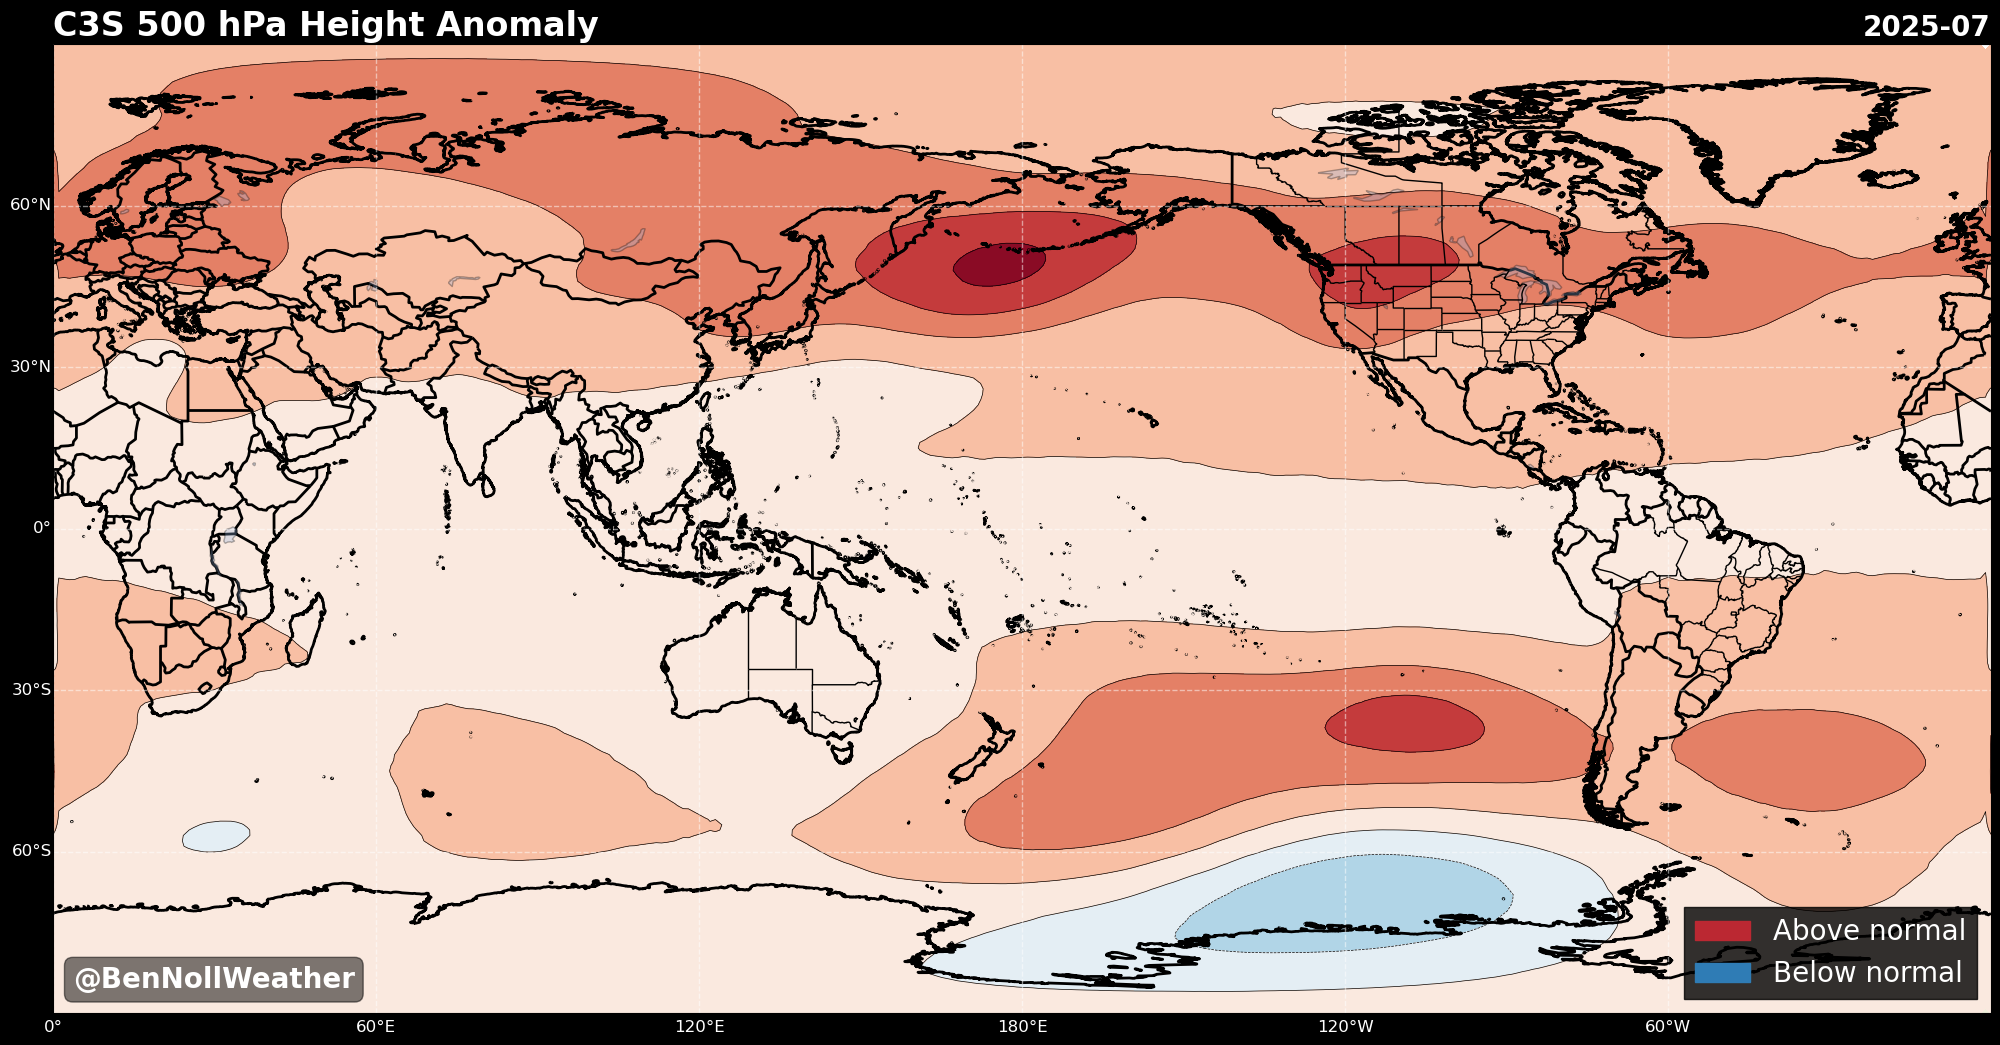 C3S 500 hPa Height Anomaly
2025-07
60°N
30°N
0°
30°S
60°S
Above normal
Below normal
@BenNollWeather
0°
60°E
120°E
180°E
120°W
60°W